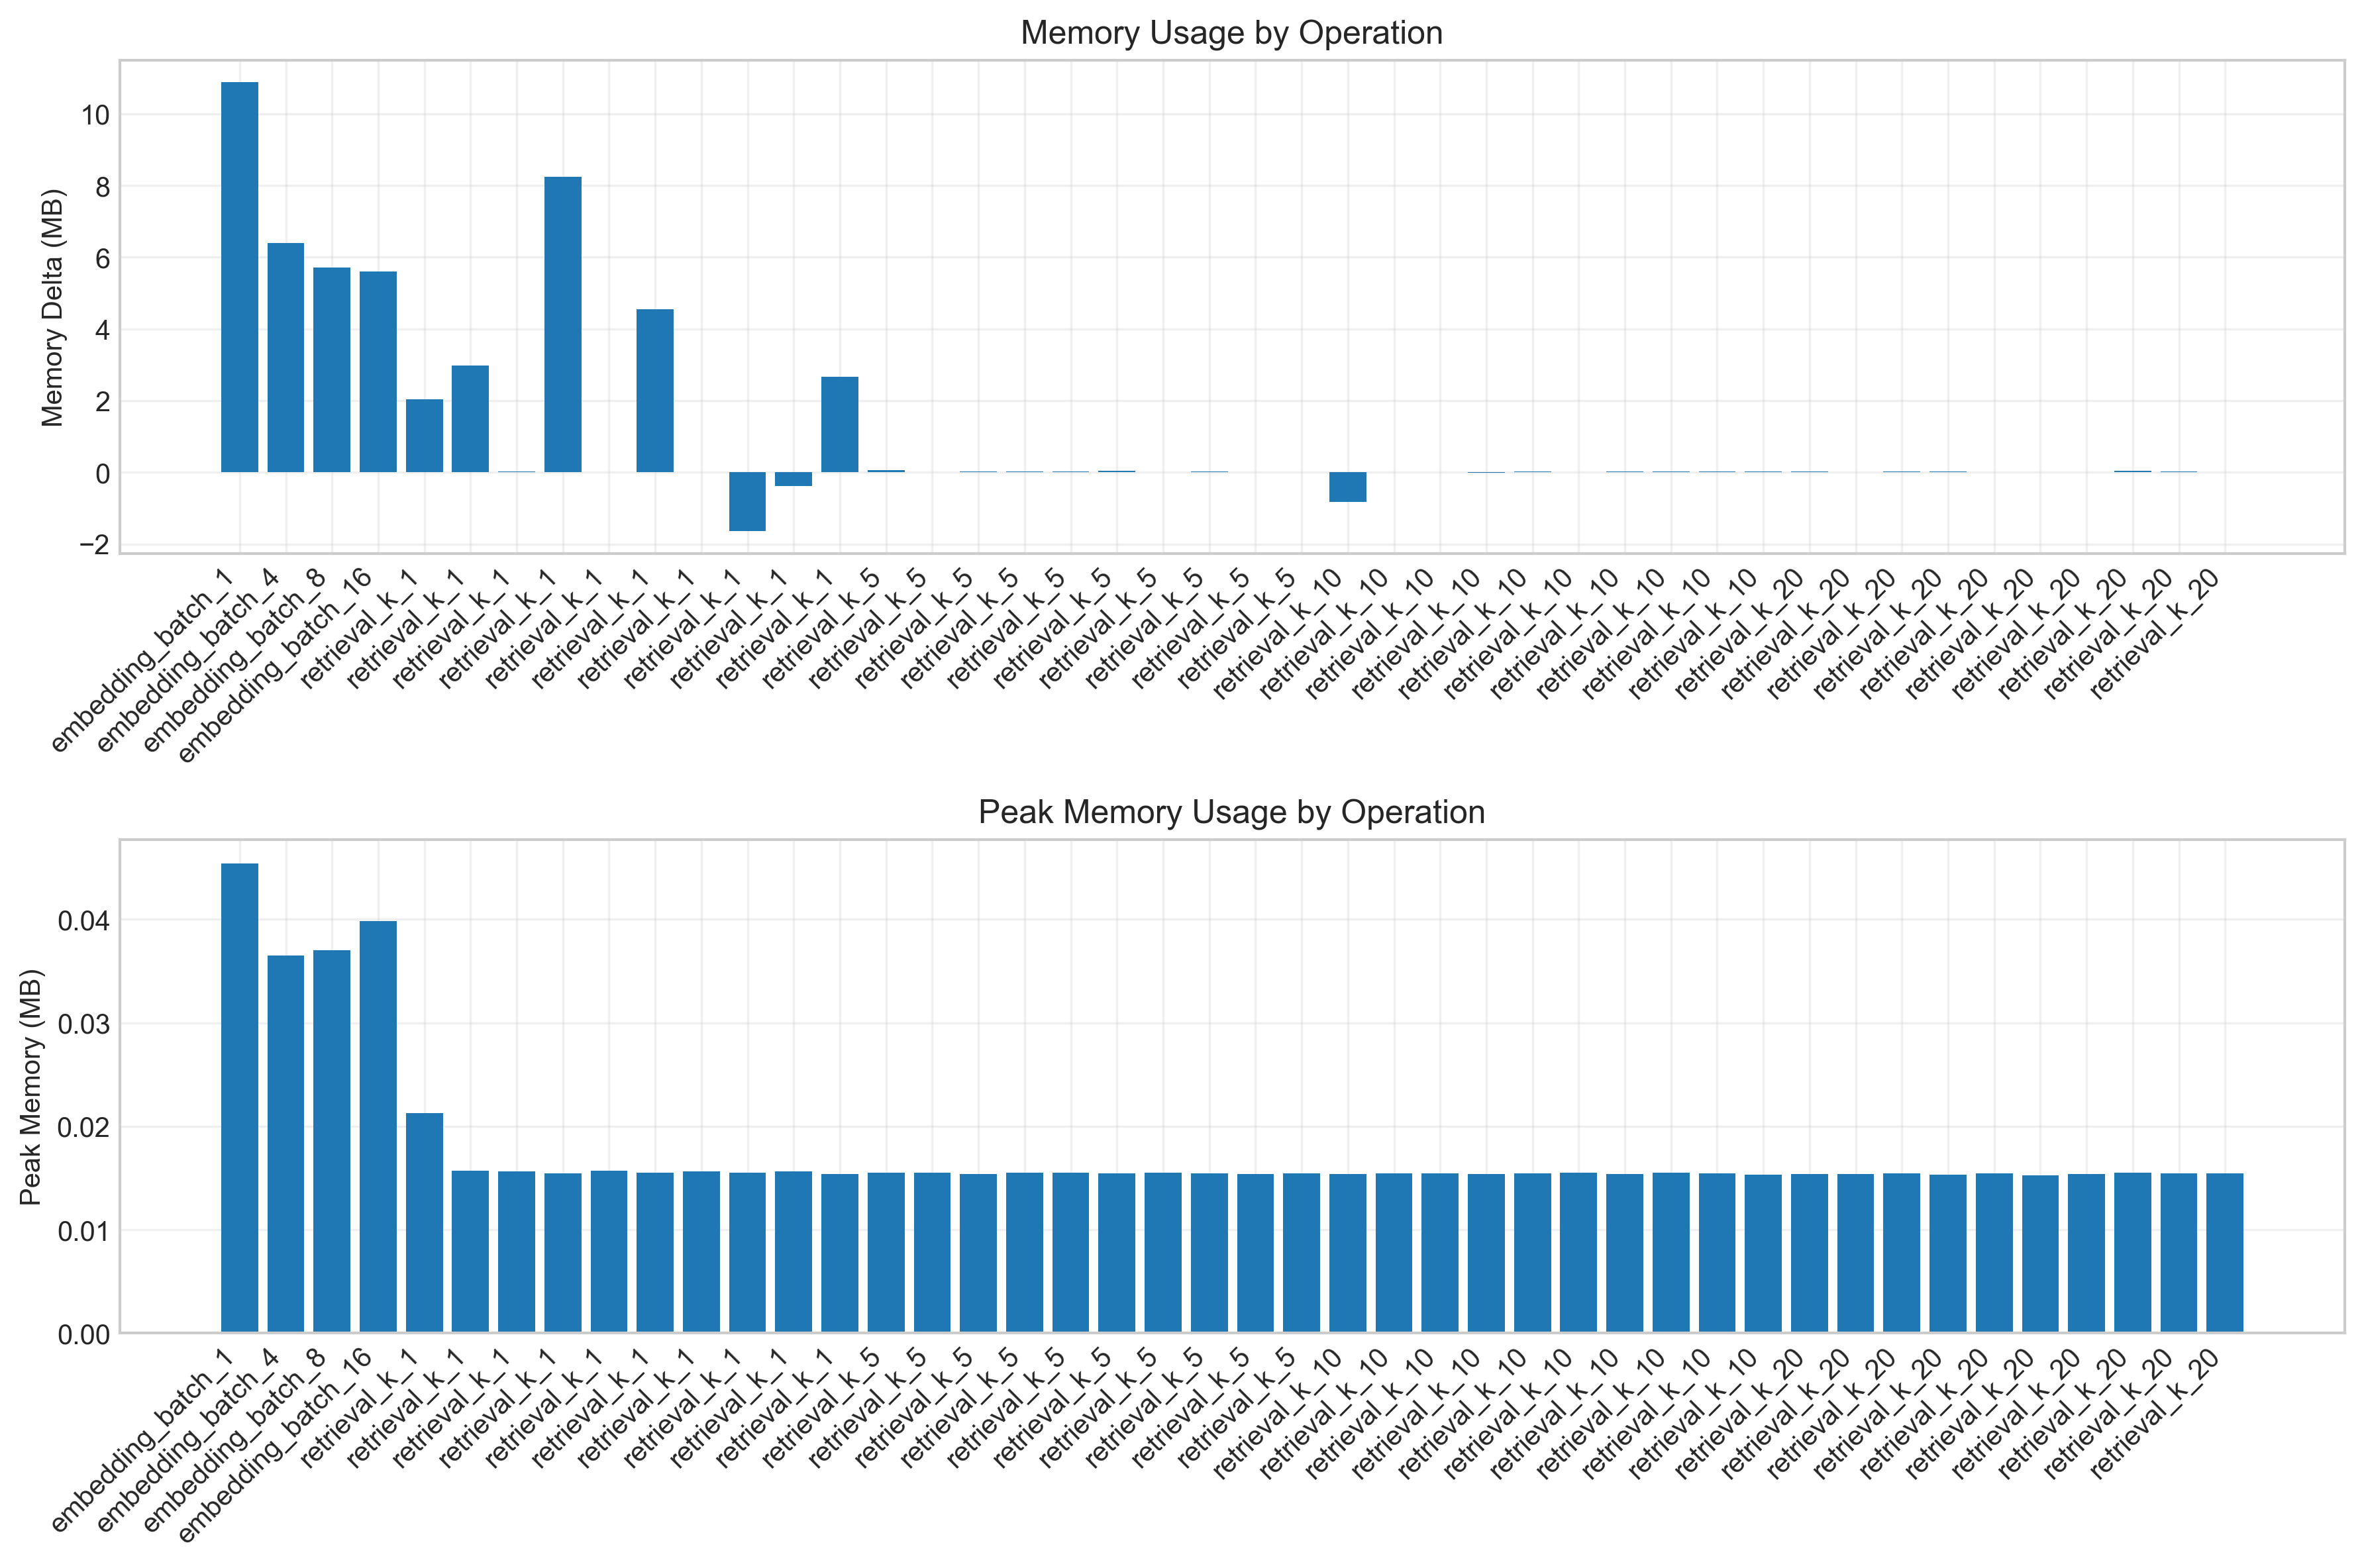 Memory Usage by Operation
Memory Delta (MB)
10
8
6
4
2
0
−2
embedding_batch_1
embedding_batch_4
embedding_batch_8
embedding_batch_16
retrieval_k_1
retrieval_k_1
retrieval_k_1
retrieval_k_1
retrieval_k_1
retrieval_k_1
retrieval_k_1
retrieval_k_1
retrieval_k_1
retrieval_k_1
retrieval_k_5
retrieval_k_5
retrieval_k_5
retrieval_k_5
retrieval_k_5
retrieval_k_5
retrieval_k_5
retrieval_k_5
retrieval_k_5
retrieval_k_5
retrieval_k_10
retrieval_k_10
retrieval_k_10
retrieval_k_10
retrieval_k_10
retrieval_k_10
retrieval_k_10
retrieval_k_10
retrieval_k_10
retrieval_k_10
retrieval_k_20
retrieval_k_20
retrieval_k_20
retrieval_k_20
retrieval_k_20
retrieval_k_20
retrieval_k_20
retrieval_k_20
retrieval_k_20
retrieval_k_20
Peak Memory Usage by Operation
Peak Memory (MB)
0.04
0.03
0.02
0.01
0.00
embedding_batch_1
embedding_batch_4
embedding_batch_8
embedding_batch_16
retrieval_k_1
retrieval_k_1
retrieval_k_1
retrieval_k_1
retrieval_k_1
retrieval_k_1
retrieval_k_1
retrieval_k_1
retrieval_k_1
retrieval_k_1
retrieval_k_5
retrieval_k_5
retrieval_k_5
retrieval_k_5
retrieval_k_5
retrieval_k_5
retrieval_k_5
retrieval_k_5
retrieval_k_5
retrieval_k_5
retrieval_k_10
retrieval_k_10
retrieval_k_10
retrieval_k_10
retrieval_k_10
retrieval_k_10
retrieval_k_10
retrieval_k_10
retrieval_k_10
retrieval_k_10
retrieval_k_20
retrieval_k_20
retrieval_k_20
retrieval_k_20
retrieval_k_20
retrieval_k_20
retrieval_k_20
retrieval_k_20
retrieval_k_20
retrieval_k_20